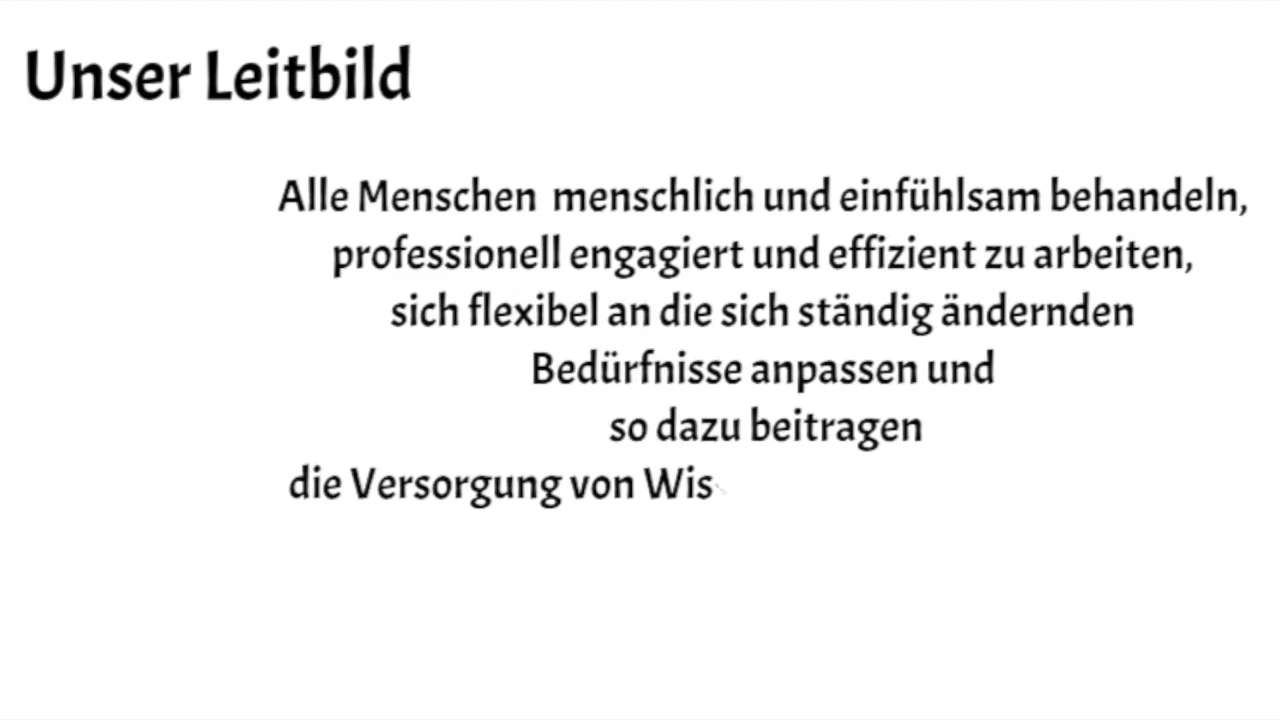 Unser Leitbild
Alle Menschen menschlich und einfühlsam behandeln,
professionell engagiert und effizient zu arbeiten,
sich flexibel an die sich ständig ändernden
Bedürfnisse anpassen und
so dazu beitragen
die Versorgung von Wis